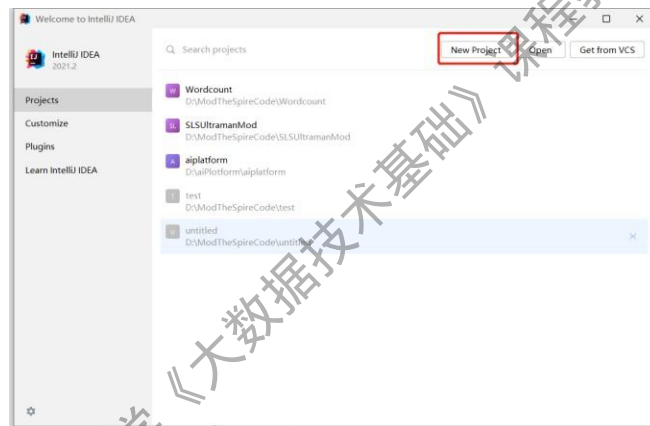 Welcome to IntelliJ IDEA
IntelliJ IDEA
2021.2
Search projects
New Project
Open
Get from VCS
Projects
Customize
Plugins
Learn IntelliJ IDEA
W
Wordcount
D:\ModTheSpireCode\Wordcount
SL
SLSUltramanMod
D:\ModTheSpireCode\SLSUltramanMod
A
aiplatform
D:\aiPlotform\aiplatform
T
test
D:\ModTheSpireCode\test
U
untitled
D:\ModTheSpireCode\untitled
学《大数据技术基础》课程